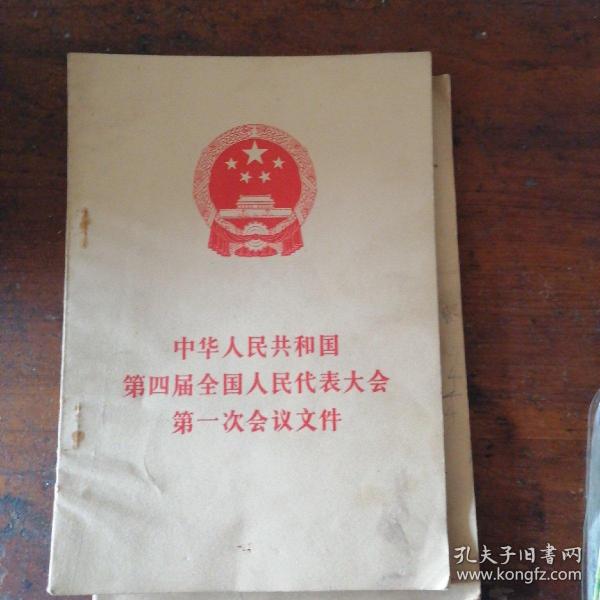 中华人民共和国
第四届全国人民代表大会
第一次会议文件
孔夫子旧書网
www.kongfz.com